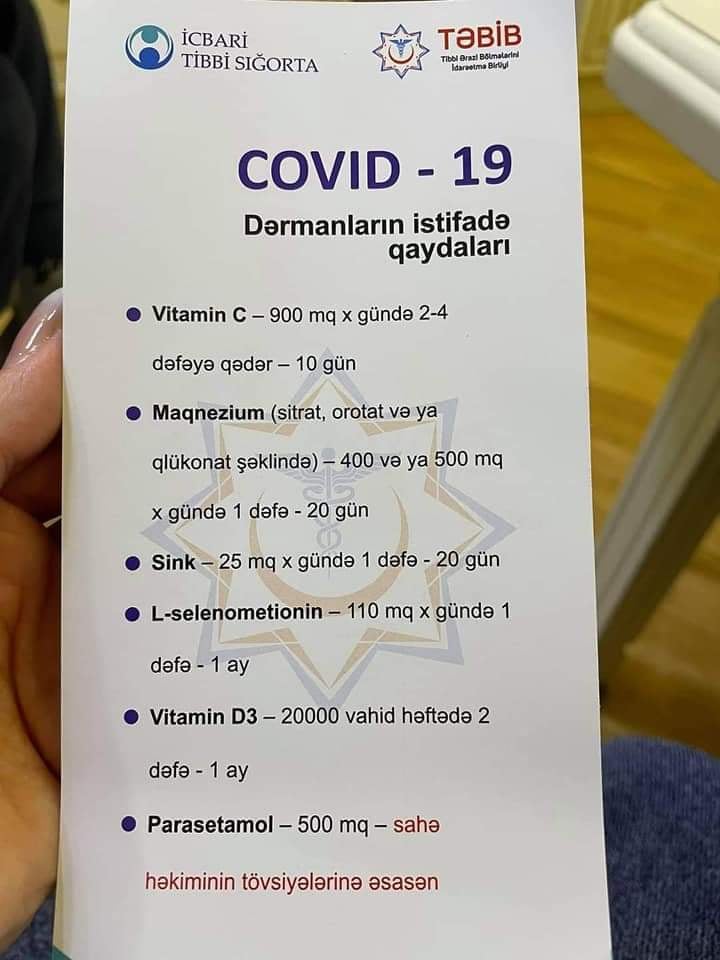 İCBARİ
TİBBİ SIĞORTA
TƏBİB
Tibbi Ərazi Bölmələrini
İdarəetmə Birliyi
COVID - 19
Dərmanların istifadə
qaydaları
● Vitamin C – 900 mq x gündə 2-4
dəfəyə qədər – 10 gün
● Maqnezium (sitrat, orotat və ya
qlükonat şəklində) – 400 və ya 500 mq
x gündə 1 dəfə - 20 gün
● Sink – 25 mq x gündə 1 dəfə - 20 gün
● L-selenometionin – 110 mq x gündə 1
dəfə - 1 ay
● Vitamin D3 – 20000 vahid həftədə 2
dəfə - 1 ay
● Parasetamol – 500 mq – sahə
həkiminin tövsiyələrinə əsasən